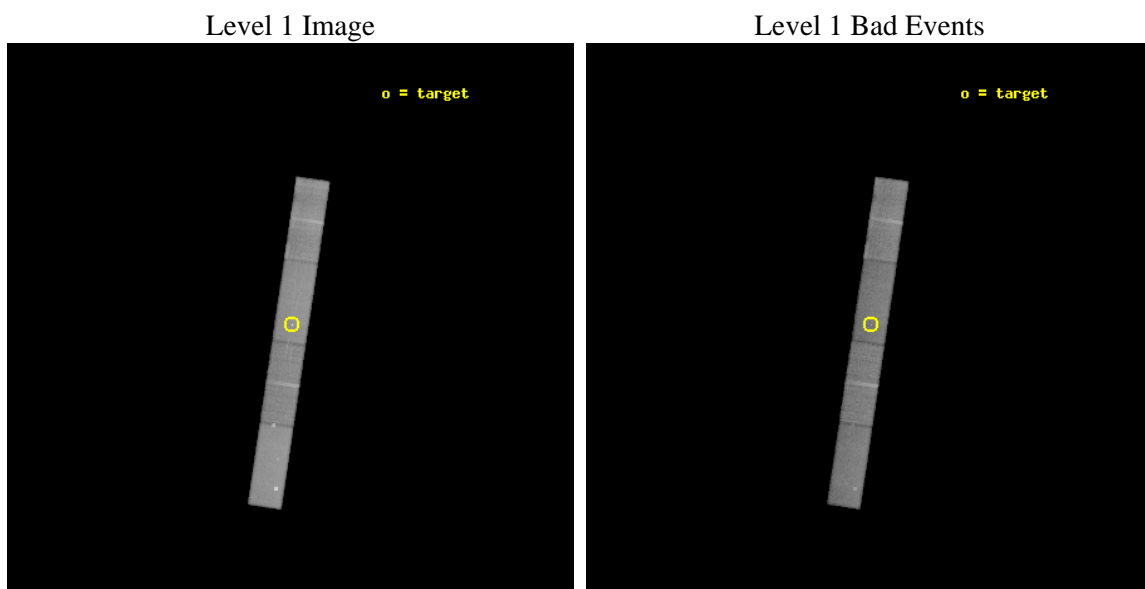 Level 1 Image
Level 1 Bad Events
o = target
o = target